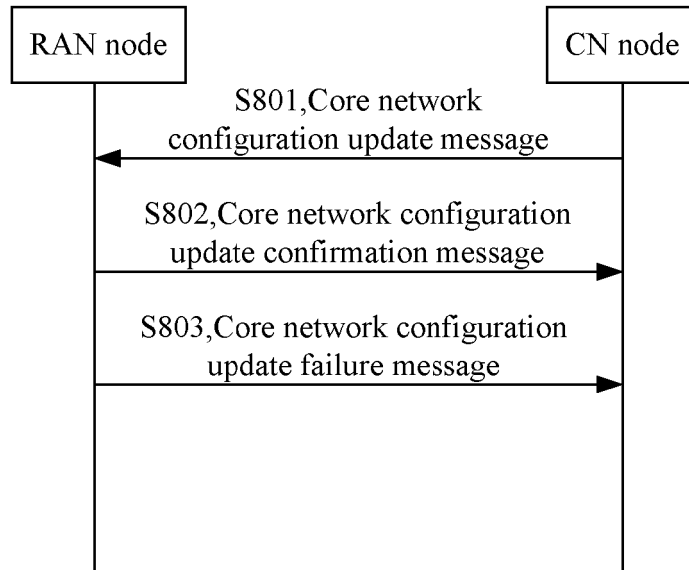 RAN node
CN node
S801,Core network
configuration update message
S802,Core network configuration
update confirmation message
S803,Core network configuration
update failure message